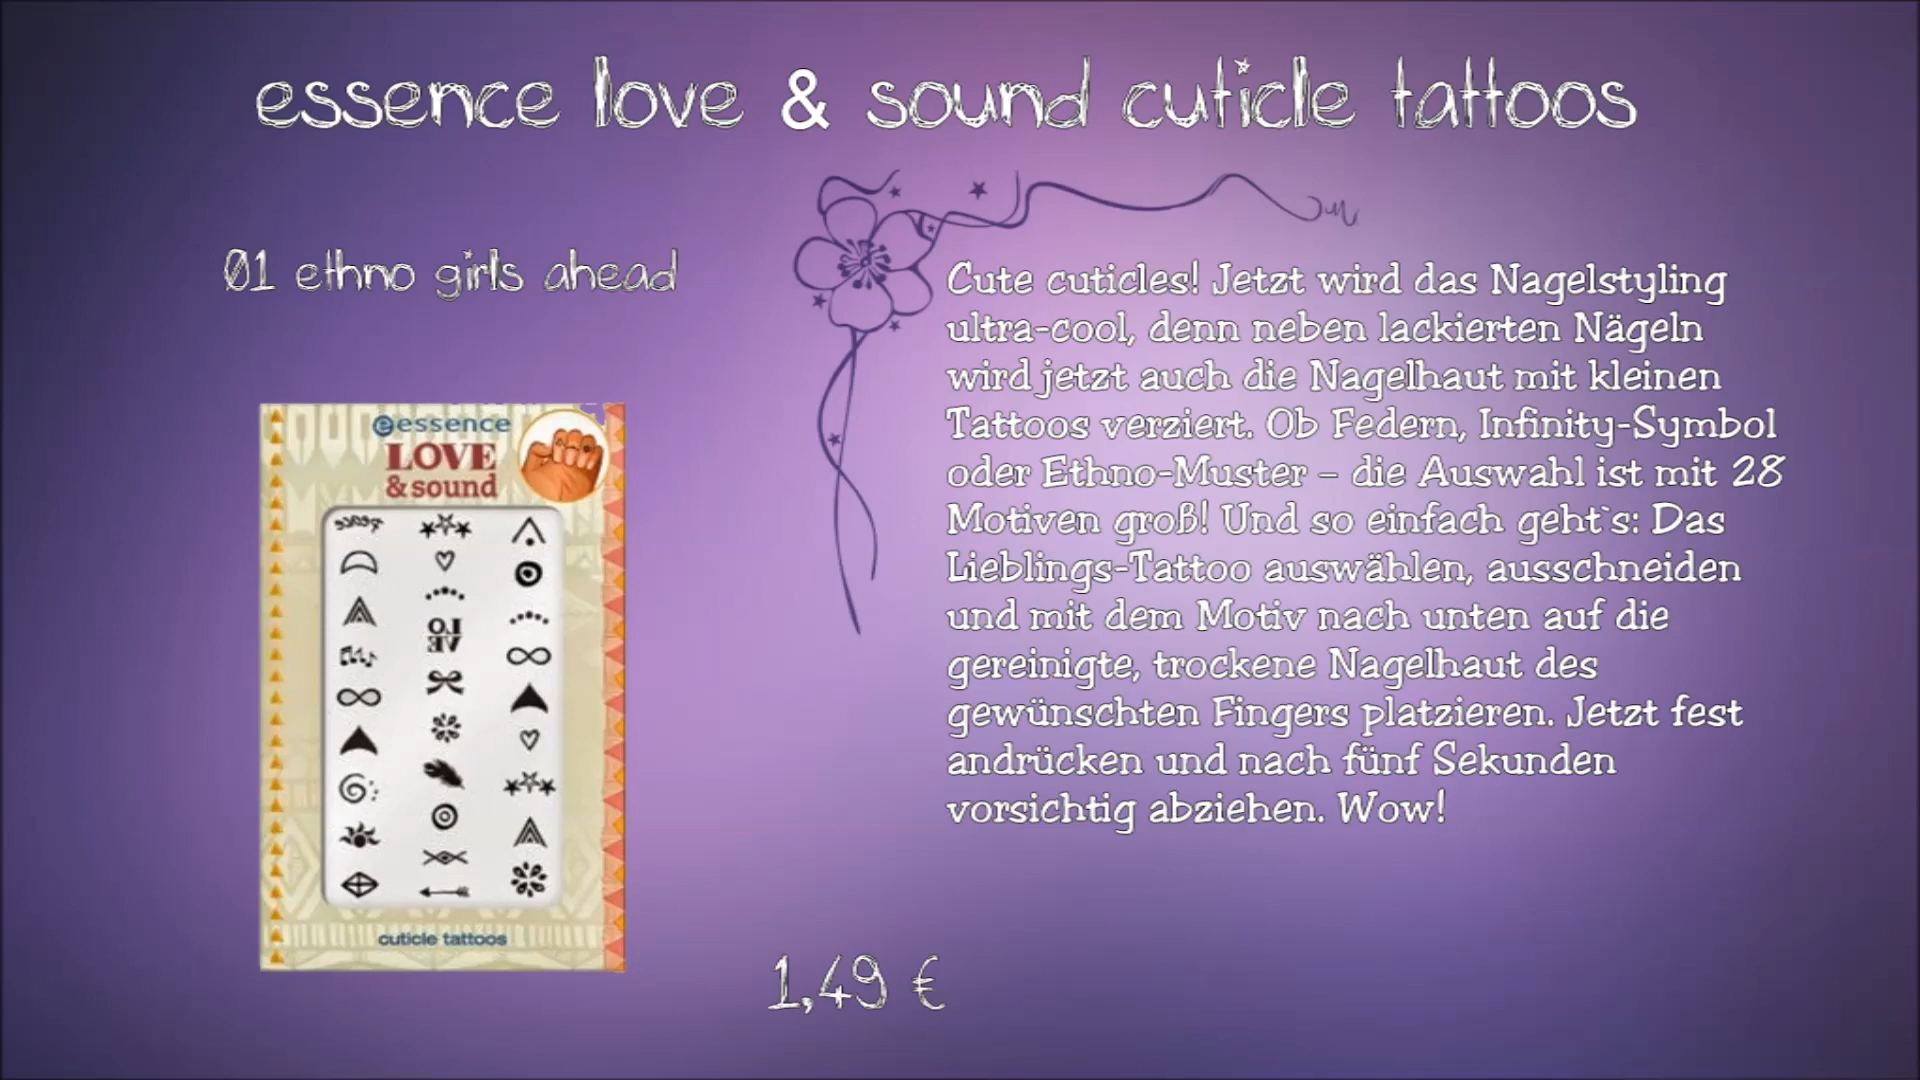 essence love & sound cuticle tattoos
01 ethno girls ahead
Cute cuticles! Jetzt wird das Nagelstyling
ultra-cool, denn neben lackierten Nägeln
wird jetzt auch die Nagelhaut mit kleinen
Tattoos verziert. Ob Federn, Infinity-Symbol
oder Ethno-Muster – die Auswahl ist mit 28
Motiven groß! Und so einfach geht`s: Das
Lieblings-Tattoo auswählen, ausschneiden
und mit dem Motiv nach unten auf die
gereinigte, trockene Nagelhaut des
gewünschten Fingers platzieren. Jetzt fest
andrücken und nach fünf Sekunden
vorsichtig abziehen. Wow!
essence
LOVE
& sound
peace
LO
VE
cuticle tattoos
1,49 €